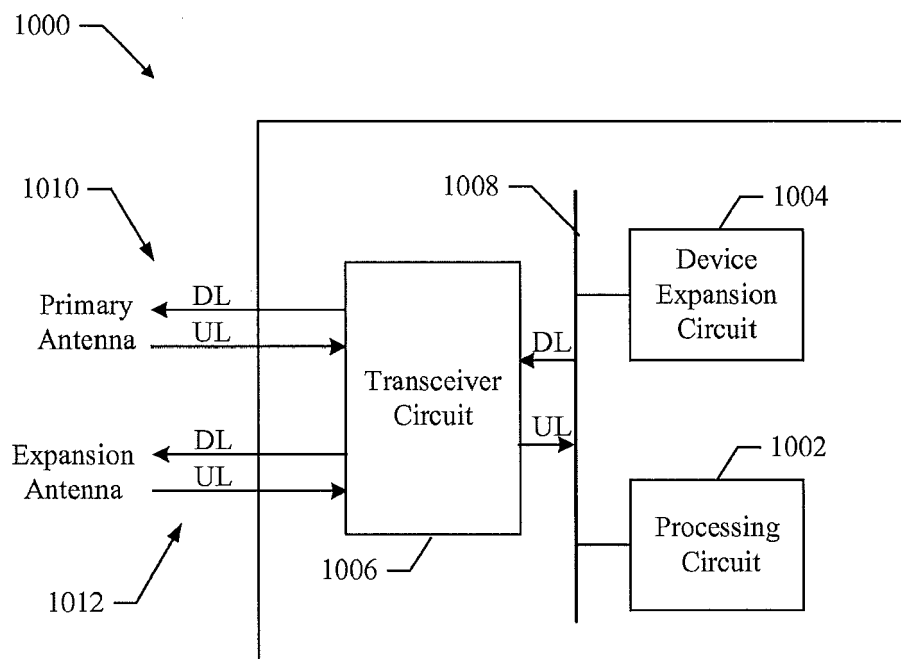 1000
1010
1008
1004
Device
Expansion
Circuit
Primary
Antenna
DL
UL
Transceiver
Circuit
DL
UL
Expansion
Antenna
DL
UL
1002
Processing
Circuit
1006
1012